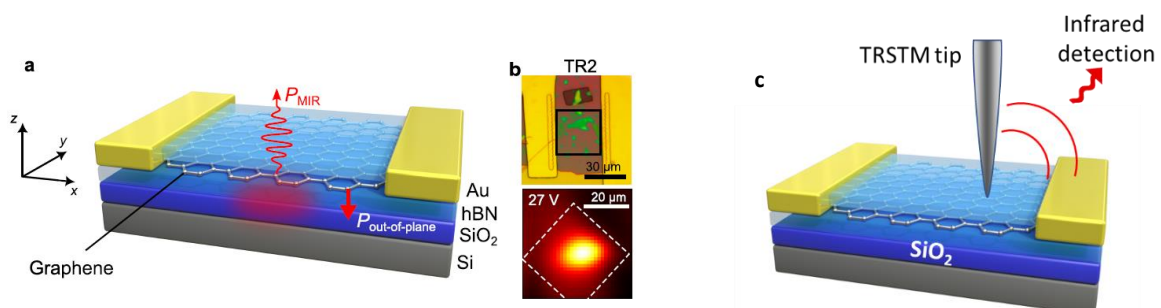 a
z
y
x
P_MIR
P_out-of-plane
Au
hBN
SiO₂
Si
Graphene
b
TR2
30 µm
27 V
20 µm
c
TRSTM tip
Infrared
detection
SiO₂